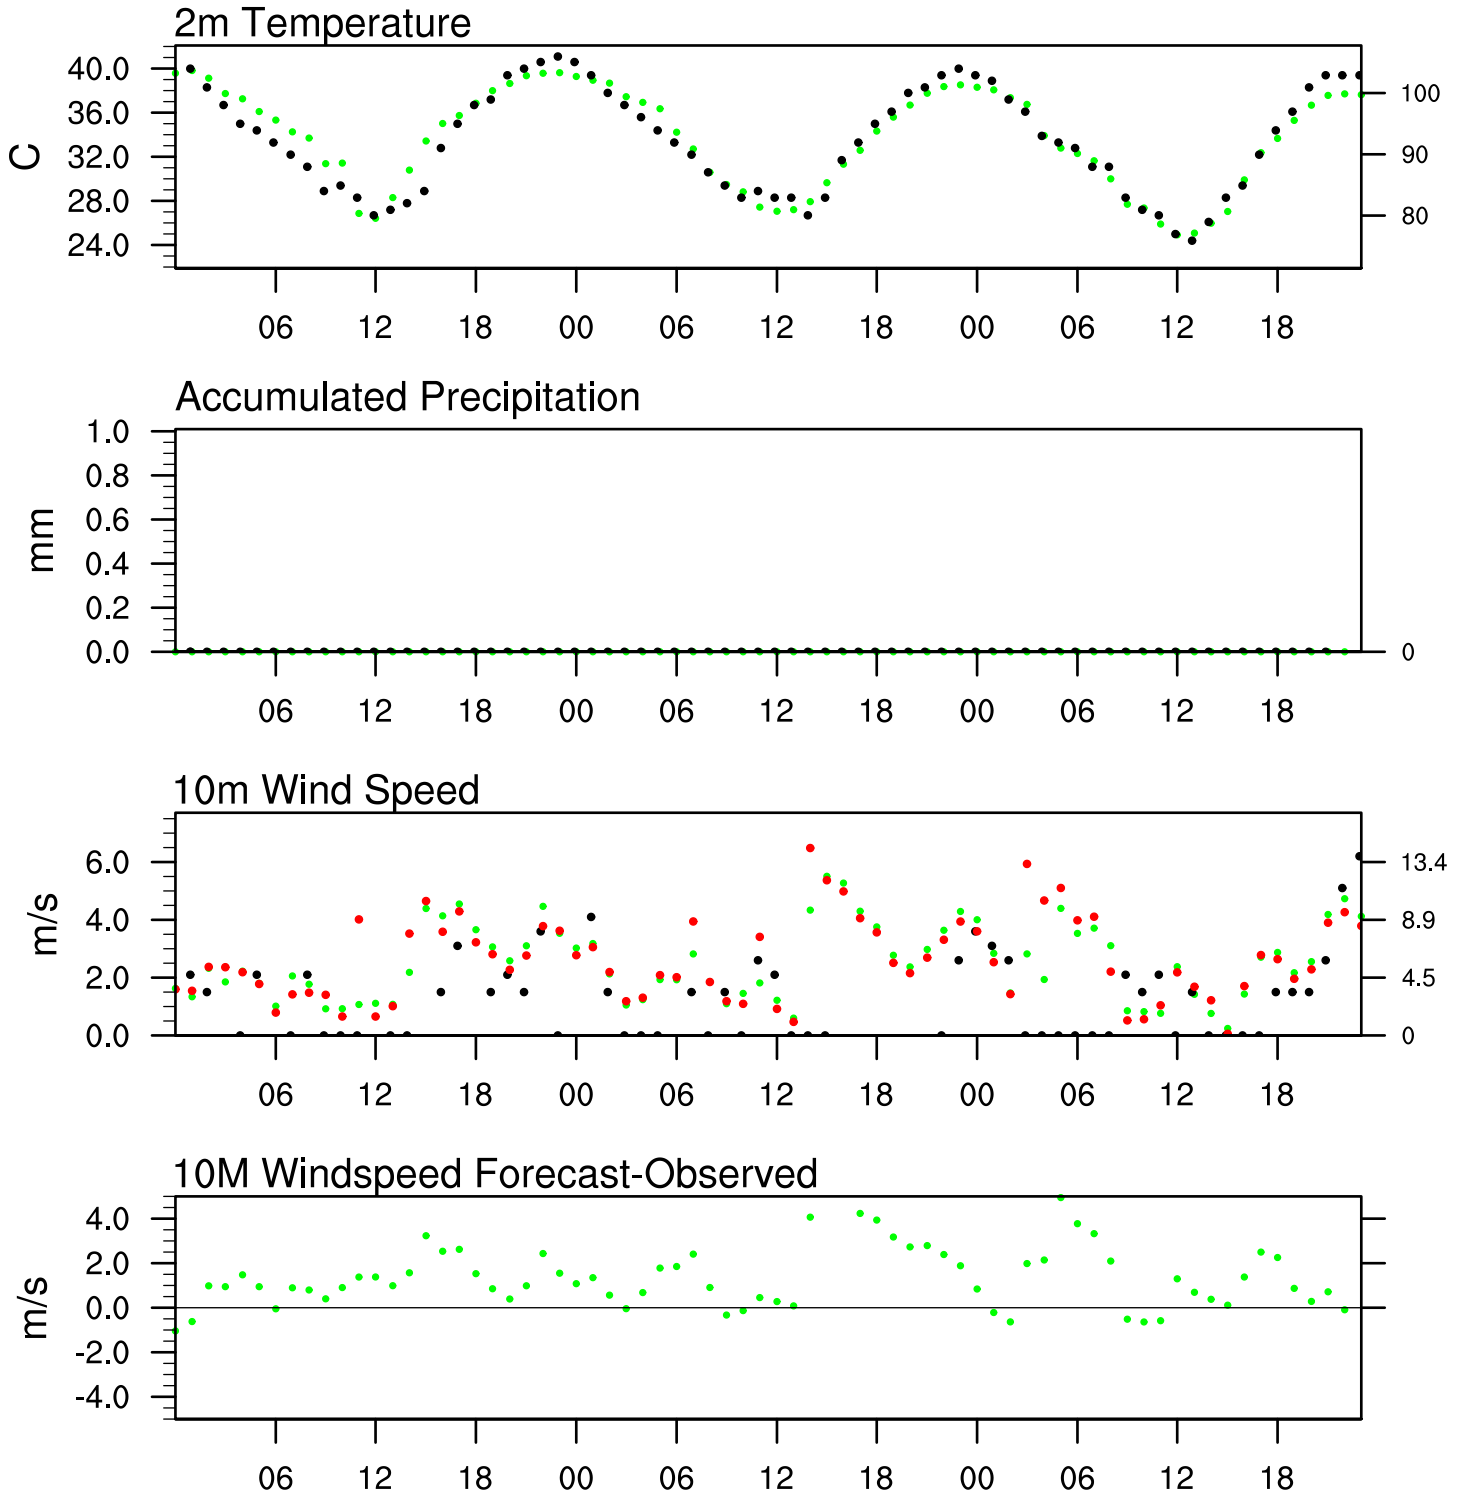 2m Temperature
40.0
36.0
32.0
28.0
24.0
C
100
90
80
06 12 18 00 06 12 18 00 06 12 18
Accumulated Precipitation
1.0
0.8
0.6
0.4
0.2
0.0
mm
0
06 12 18 00 06 12 18 00 06 12 18
10m Wind Speed
6.0
4.0
2.0
0.0
m/s
13.4
8.9
4.5
0
06 12 18 00 06 12 18 00 06 12 18
10M Windspeed Forecast-Observed
4.0
2.0
0.0
-2.0
-4.0
m/s
06 12 18 00 06 12 18 00 06 12 18